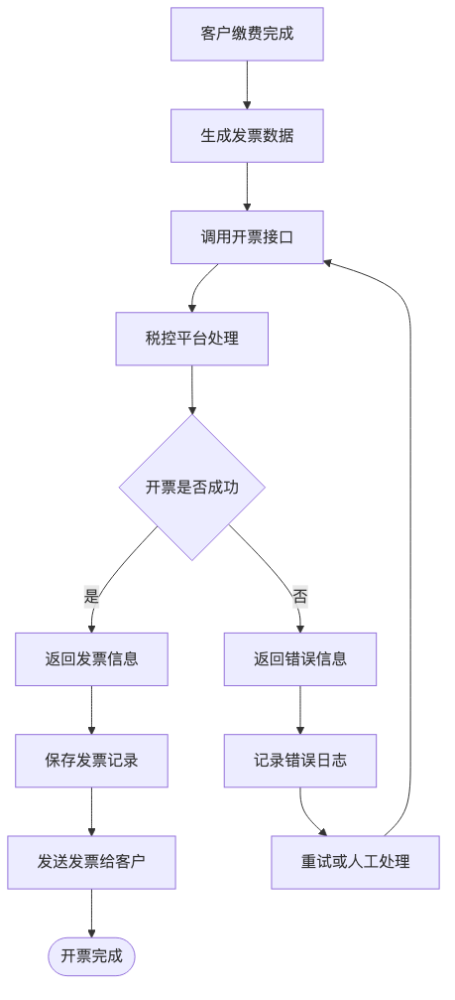 客户缴费完成
生成发票数据
调用开票接口
税控平台处理
开票是否成功
是
否
返回发票信息
返回错误信息
保存发票记录
记录错误日志
发送发票给客户
重试或人工处理
开票完成